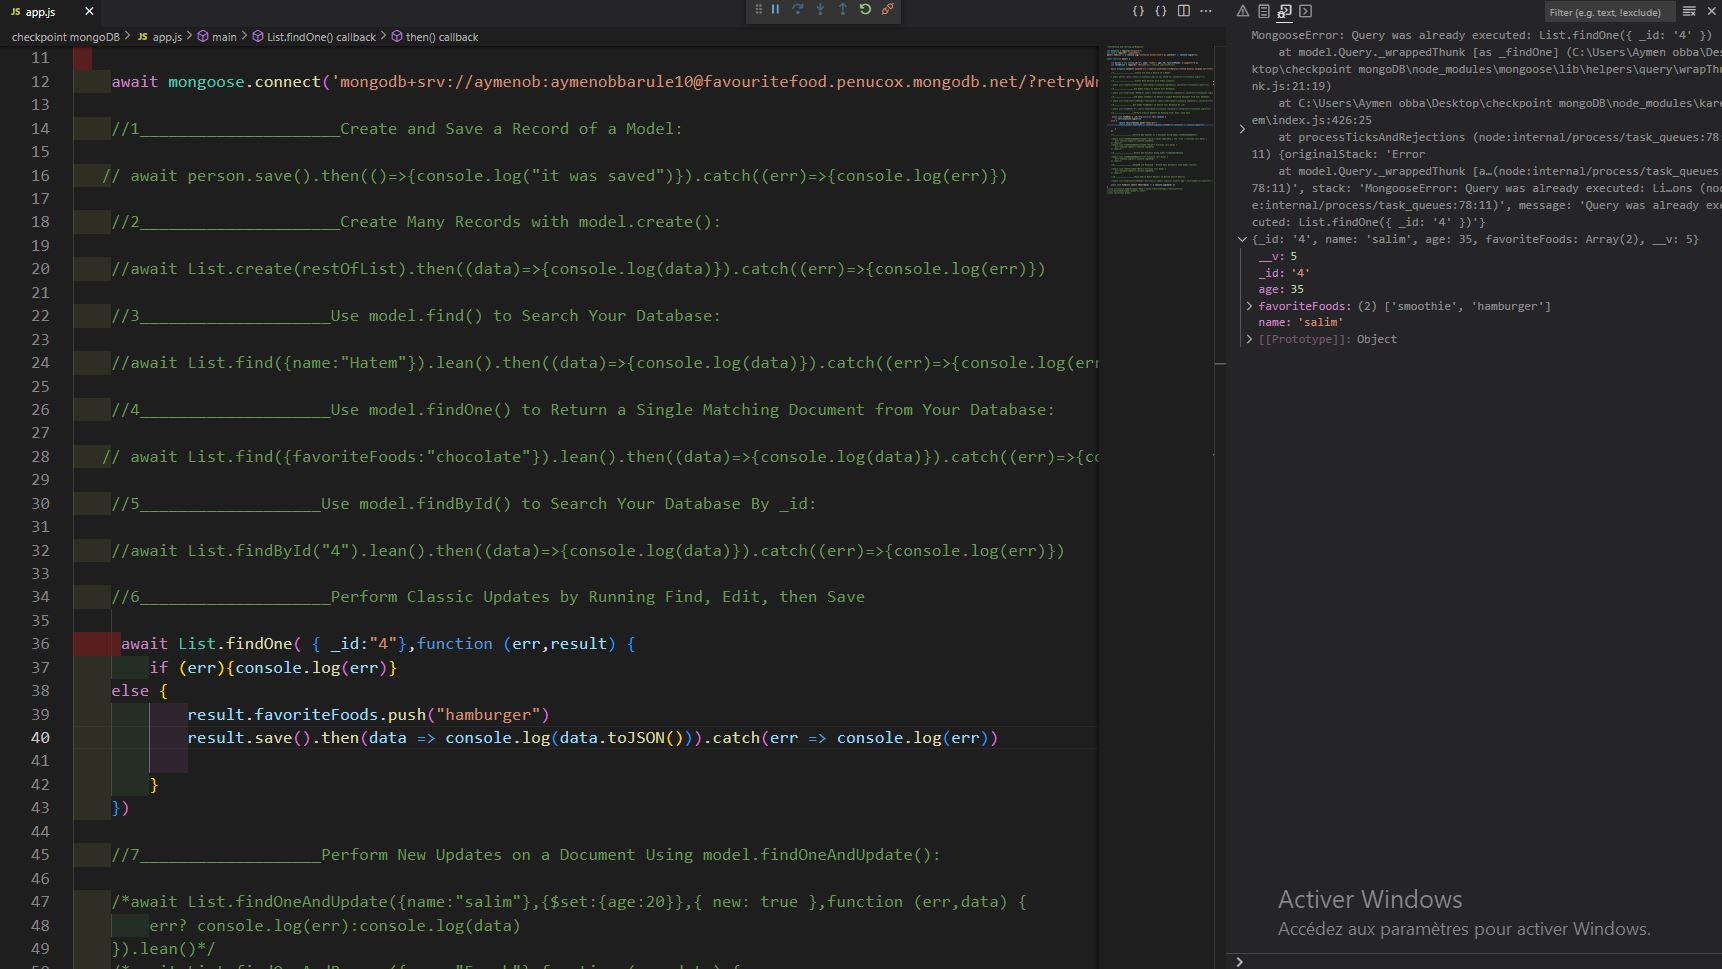 JS app.js
Filter (e.g. text, !exclude)
checkpoint mongoDB > JS app.js > main > List.findOne() callback > then() callback
11
12 await mongoose.connect('mongodb+srv://aymenob:aymenobbarule10@favouritefood.penucox.mongodb.net/?retryWr
13
14 //1_____________________Create and Save a Record of a Model:
15
16 // await person.save().then(()=>{console.log("it was saved")}).catch((err)=>{console.log(err)})
17
18 //2_____________________Create Many Records with model.create():
19
20 //await List.create(restOfList).then((data)=>{console.log(data)}).catch((err)=>{console.log(err)})
21
22 //3____________________Use model.find() to Search Your Database:
23
24 //await List.find({name:"Hatem"}).lean().then((data)=>{console.log(data)}).catch((err)=>{console.log(err
25
26 //4____________________Use model.findOne() to Return a Single Matching Document from Your Database:
27
28 // await List.find({favoriteFoods:"chocolate"}).lean().then((data)=>{console.log(data)}).catch((err)=>{co
29
30 //5___________________Use model.findById() to Search Your Database By _id:
31
32 //await List.findById("4").lean().then((data)=>{console.log(data)}).catch((err)=>{console.log(err)})
33
34 //6____________________Perform Classic Updates by Running Find, Edit, then Save
35
36 await List.findOne( { _id:"4"},function (err,result) {
37 if (err){console.log(err)}
38 else {
39 result.favoriteFoods.push("hamburger")
40 result.save().then(data => console.log(data.toJSON())).catch(err => console.log(err))
41
42 }
43 })
44
45 //7___________________Perform New Updates on a Document Using model.findOneAndUpdate():
46
47 /*await List.findOneAndUpdate({name:"salim"},{$set:{age:20}},{ new: true },function (err,data) {
48 err? console.log(err):console.log(data)
49 }).lean()*/
MongooseError: Query was already executed: List.findOne({ _id: '4' })
at model.Query._wrappedThunk [as _findOne] (C:\Users\Aymen obba\Des
ktop\checkpoint mongoDB\node_modules\mongoose\lib\helpers\query\wrapThu
nk.js:21:19)
at C:\Users\Aymen obba\Desktop\checkpoint mongoDB\node_modules\kare
em\index.js:426:25
at processTicksAndRejections (node:internal/process/task_queues:78:
11) {originalStack: 'Error
at model.Query._wrappedThunk [a…(node:internal/process/task_queues:
78:11)', stack: 'MongooseError: Query was already executed: Li…ons (nod
e:internal/process/task_queues:78:11)', message: 'Query was already exe
cuted: List.findOne({ _id: '4' })'}
{_id: '4', name: 'salim', age: 35, favoriteFoods: Array(2), __v: 5}
__v: 5
_id: '4'
age: 35
favoriteFoods: (2) ['smoothie', 'hamburger']
name: 'salim'
[[Prototype]]: Object
Activer Windows
Accédez aux paramètres pour activer Windows.